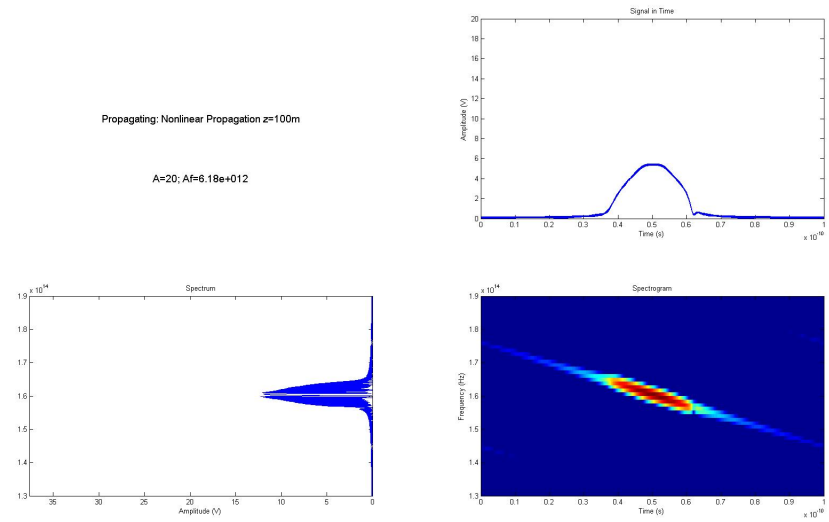 Signal in Time
20
18
16
14
12
10
8
6
4
2
0
Amplitude (V)
0 0.1 0.2 0.3 0.4 0.5 0.6 0.7 0.8 0.9 1
Time (s)
x 10^-10
Propagating: Nonlinear Propagation z=100m
A=20; Af=6.18e+012
x 10^14
Spectrum
1.9
1.8
1.7
1.6
1.5
1.4
1.3
35 30 25 20 15 10 5 0
Amplitude (V)
x 10^14
Spectrogram
1.9
1.8
1.7
1.6
1.5
1.4
1.3
Frequency (Hz)
0 0.1 0.2 0.3 0.4 0.5 0.6 0.7 0.8 0.9 1
Time (s)
x 10^-10